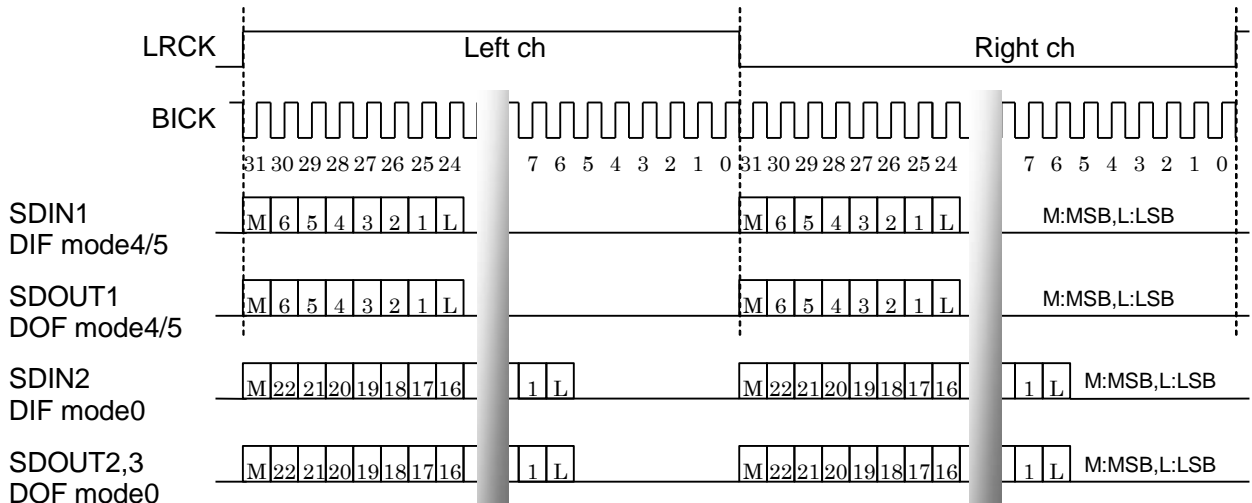 LRCK Left ch Right ch
BICK
31 30 29 28 27 26 25 24 7 6 5 4 3 2 1 0 31 30 29 28 27 26 25 24 7 6 5 4 3 2 1 0
SDIN1 M 6 5 4 3 2 1 L M 6 5 4 3 2 1 L M:MSB,L:LSB
DIF mode4/5
SDOUT1 M 6 5 4 3 2 1 L M 6 5 4 3 2 1 L M:MSB,L:LSB
DOF mode4/5
SDIN2 M 22 21 20 19 18 17 16 1 L M 22 21 20 19 18 17 16 1 L M:MSB,L:LSB
DIF mode0
SDOUT2,3 M 22 21 20 19 18 17 16 1 L M 22 21 20 19 18 17 16 1 L M:MSB,L:LSB
DOF mode0